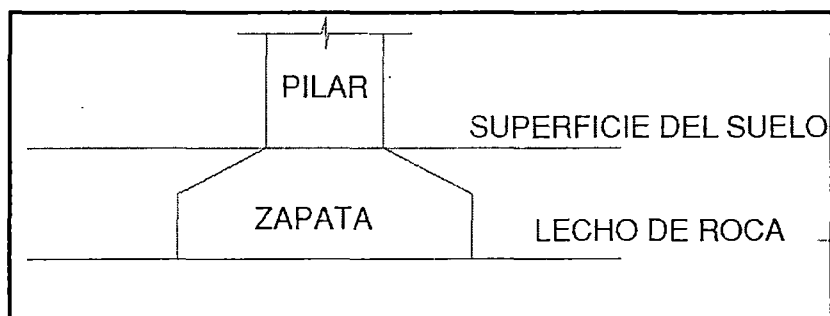 PILAR
SUPERFICIE DEL SUELO
ZAPATA
LECHO DE ROCA